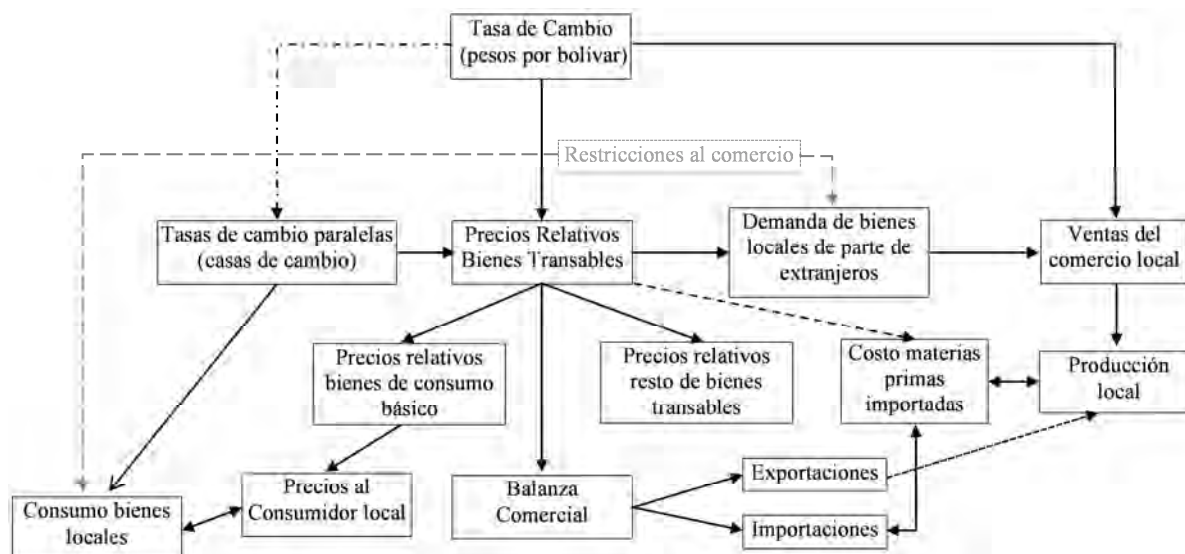 Tasa de Cambio
(pesos por bolívar)
Restricciones al comercio
Tasas de cambio paralelas
(casas de cambio)
Precios Relativos
Bienes Transables
Demanda de bienes
locales de parte de
extranjeros
Ventas del
comercio local
Precios relativos
bienes de consumo
básico
Precios relativos
resto de bienes
transables
Costo materias
primas
importadas
Producción
local
Consumo bienes
locales
Precios al
Consumidor local
Balanza
Comercial
Exportaciones
Importaciones